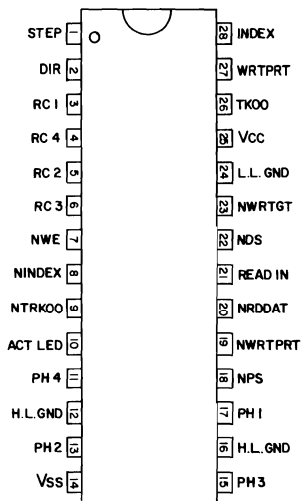 STEP 1 28 INDEX
DIR 2 27 WRTPRT
RC1 3 26 TKOO
RC4 4 25 VCC
RC2 5 24 L.L.GND
RC3 6 23 NWRTGT
NWE 7 22 NDS
NINDEX 8 21 READ IN
NTRKOO 9 20 NRDDAT
ACT LED 10 19 NWRTPRT
PH4 11 18 NPS
H.L.GND 12 17 PH1
PH2 13 16 H.L.GND
VSS 14 15 PH3